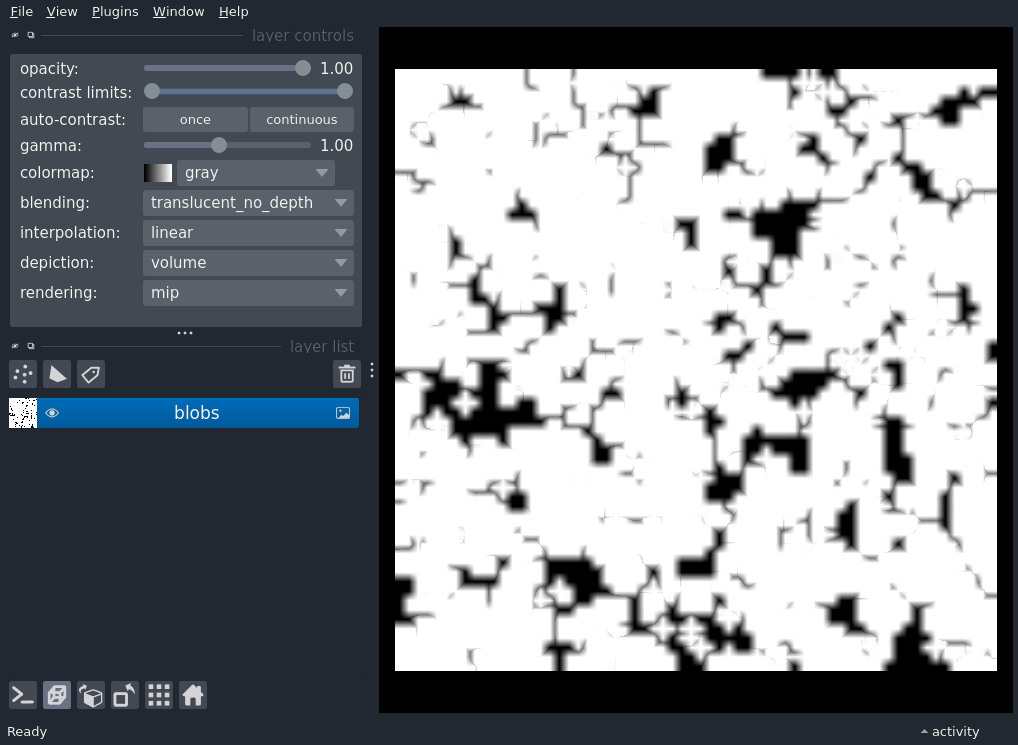 File View Plugins Window Help
layer controls
opacity: 1.00
contrast limits:
auto-contrast: once continuous
gamma: 1.00
colormap: gray
blending: translucent_no_depth
interpolation: linear
depiction: volume
rendering: mip
layer list
blobs
Ready activity